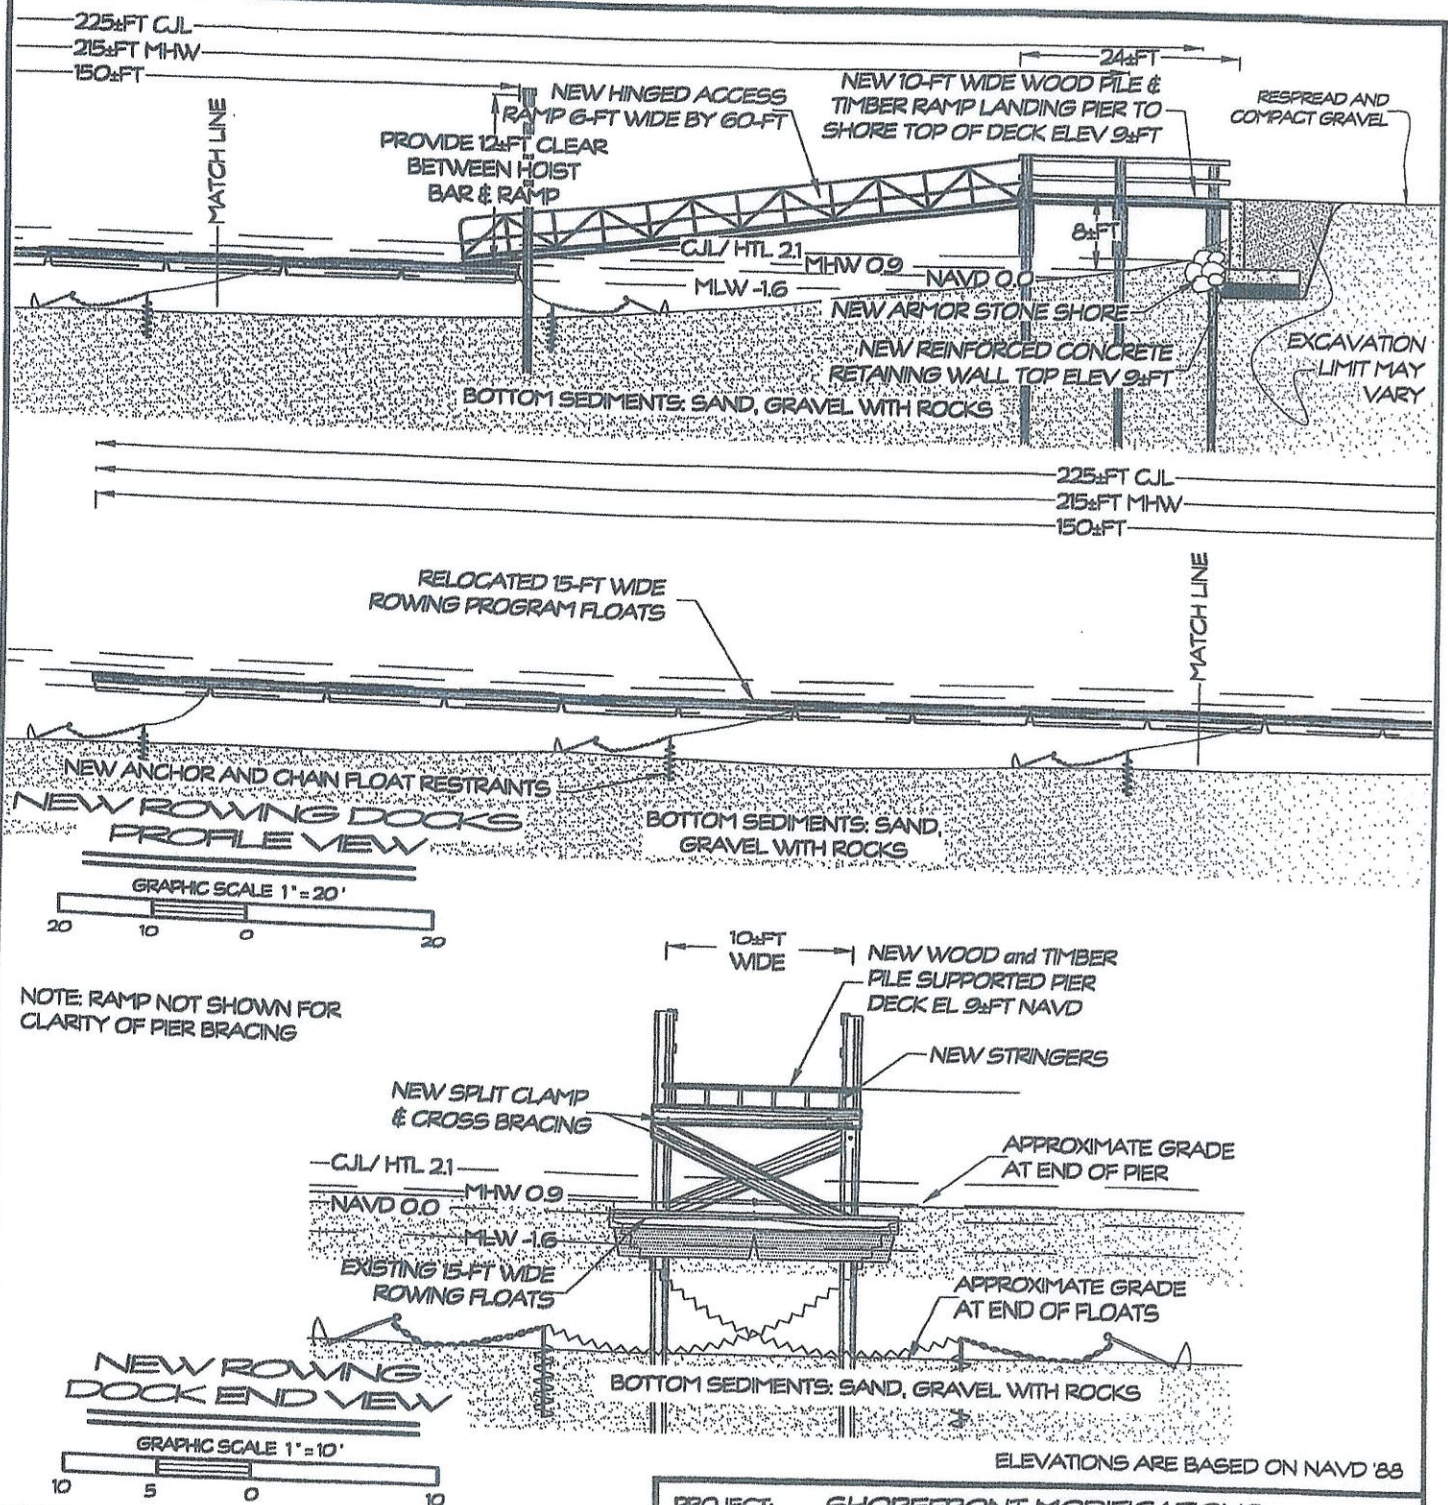 225±FT CJL
215±FT MHW
150±FT
24±FT
MATCH LINE
NEW HINGED ACCESS
RAMP 6-FT WIDE BY 60-FT
PROVIDE 12±FT CLEAR
BETWEEN HOIST
BAR & RAMP
NEW 10-FT WIDE WOOD PILE &
TIMBER RAMP LANDING PIER TO
SHORE TOP OF DECK ELEV 9±FT
RESPREAD AND
COMPACT GRAVEL
8±FT
CJL/ HTL 2.1
MHW 0.9
NAVD 0.0
MLW -1.6
NEW ARMOR STONE SHORE
NEW REINFORCED CONCRETE
RETAINING WALL TOP ELEV 9±FT
EXCAVATION
LIMIT MAY
VARY
BOTTOM SEDIMENTS: SAND, GRAVEL WITH ROCKS
225±FT CJL
215±FT MHW
150±FT
RELOCATED 15-FT WIDE
ROWING PROGRAM FLOATS
MATCH LINE
NEW ANCHOR AND CHAIN FLOAT RESTRAINTS
BOTTOM SEDIMENTS: SAND,
GRAVEL WITH ROCKS
NEW ROWING DOCKS
PROFILE VIEW
GRAPHIC SCALE 1"=20'
20 10 0 20
NOTE: RAMP NOT SHOWN FOR
CLARITY OF PIER BRACING
10±FT
WIDE
NEW WOOD and TIMBER
PILE SUPPORTED PIER
DECK EL 9±FT NAVD
NEW STRINGERS
NEW SPLIT CLAMP
& CROSS BRACING
APPROXIMATE GRADE
AT END OF PIER
CJL/ HTL 2.1
MHW 0.9
NAVD 0.0
MLW -1.6
EXISTING 15-FT WIDE
ROWING FLOATS
APPROXIMATE GRADE
AT END OF FLOATS
BOTTOM SEDIMENTS: SAND, GRAVEL WITH ROCKS
NEW ROWING
DOCK END VIEW
GRAPHIC SCALE 1"=10'
10 5 0 10
ELEVATIONS ARE BASED ON NAVD '88
PROJECT: SHOREFRONT MODIFICATIONS